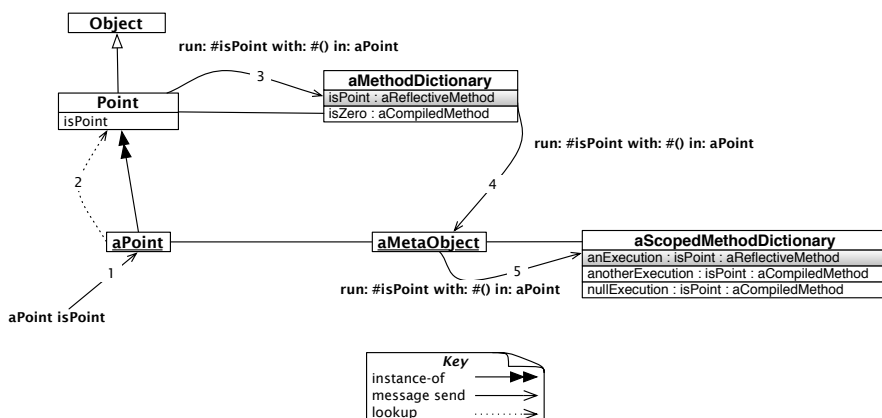 Object
run: #isPoint with: #() in: aPoint
3
aMethodDictionary
Point
isPoint : aReflectiveMethod
isPoint
isZero : aCompiledMethod
run: #isPoint with: #() in: aPoint
2
4
aPoint
aMetaObject
aScopedMethodDictionary
anExecution : isPoint : aReflectiveMethod
1
5
anotherExecution : isPoint : aCompiledMethod
run: #isPoint with: #() in: aPoint
nullExecution : isPoint : aCompiledMethod
aPoint isPoint
Key
instance-of
message send
lookup